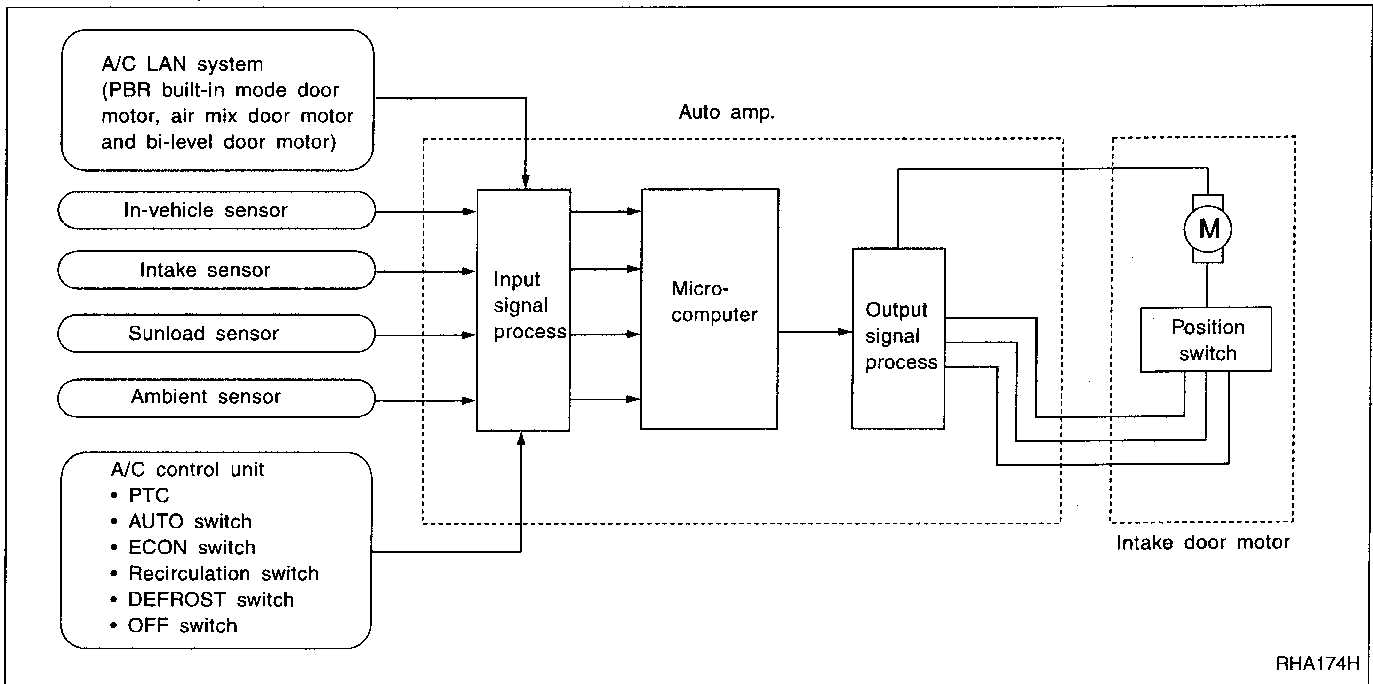 A/C LAN system
(PBR built-in mode door
motor, air mix door motor
and bi-level door motor)
In-vehicle sensor
Intake sensor
Sunload sensor
Ambient sensor
A/C control unit
• PTC
• AUTO switch
• ECON switch
• Recirculation switch
• DEFROST switch
• OFF switch
Auto amp.
Input
signal
process
Micro-
computer
Output
signal
process
M
Position
switch
Intake door motor
RHA174H